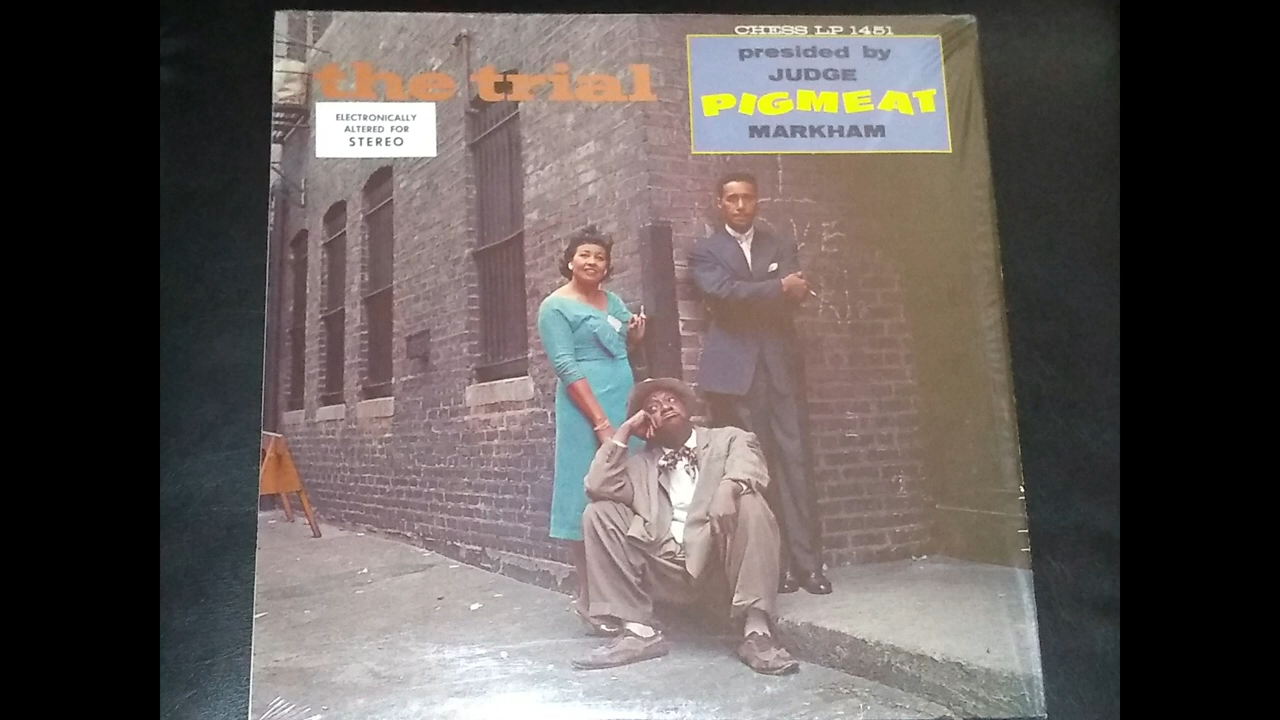 CHESS LP 1451
the trial
presided by
JUDGE
PIGMEAT
MARKHAM
ELECTRONICALLY
ALTERED FOR
STEREO